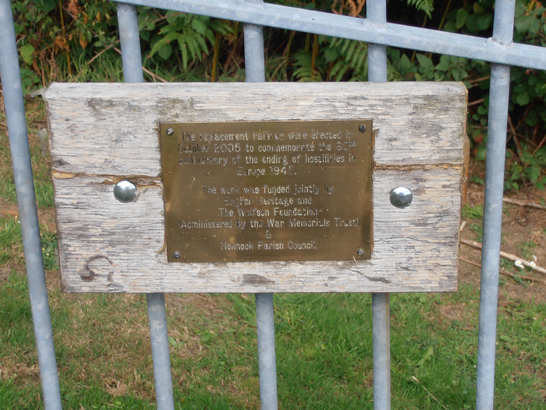 replacement railings were erected in
2005 to commemorate the 60th
anniversary of the ending of hostilities in
Europe 1945.
The work was funded jointly by
English Heritage and
The Wolfson Foundation
Administered by the War Memorials Trust
&
Hennock Parish Council